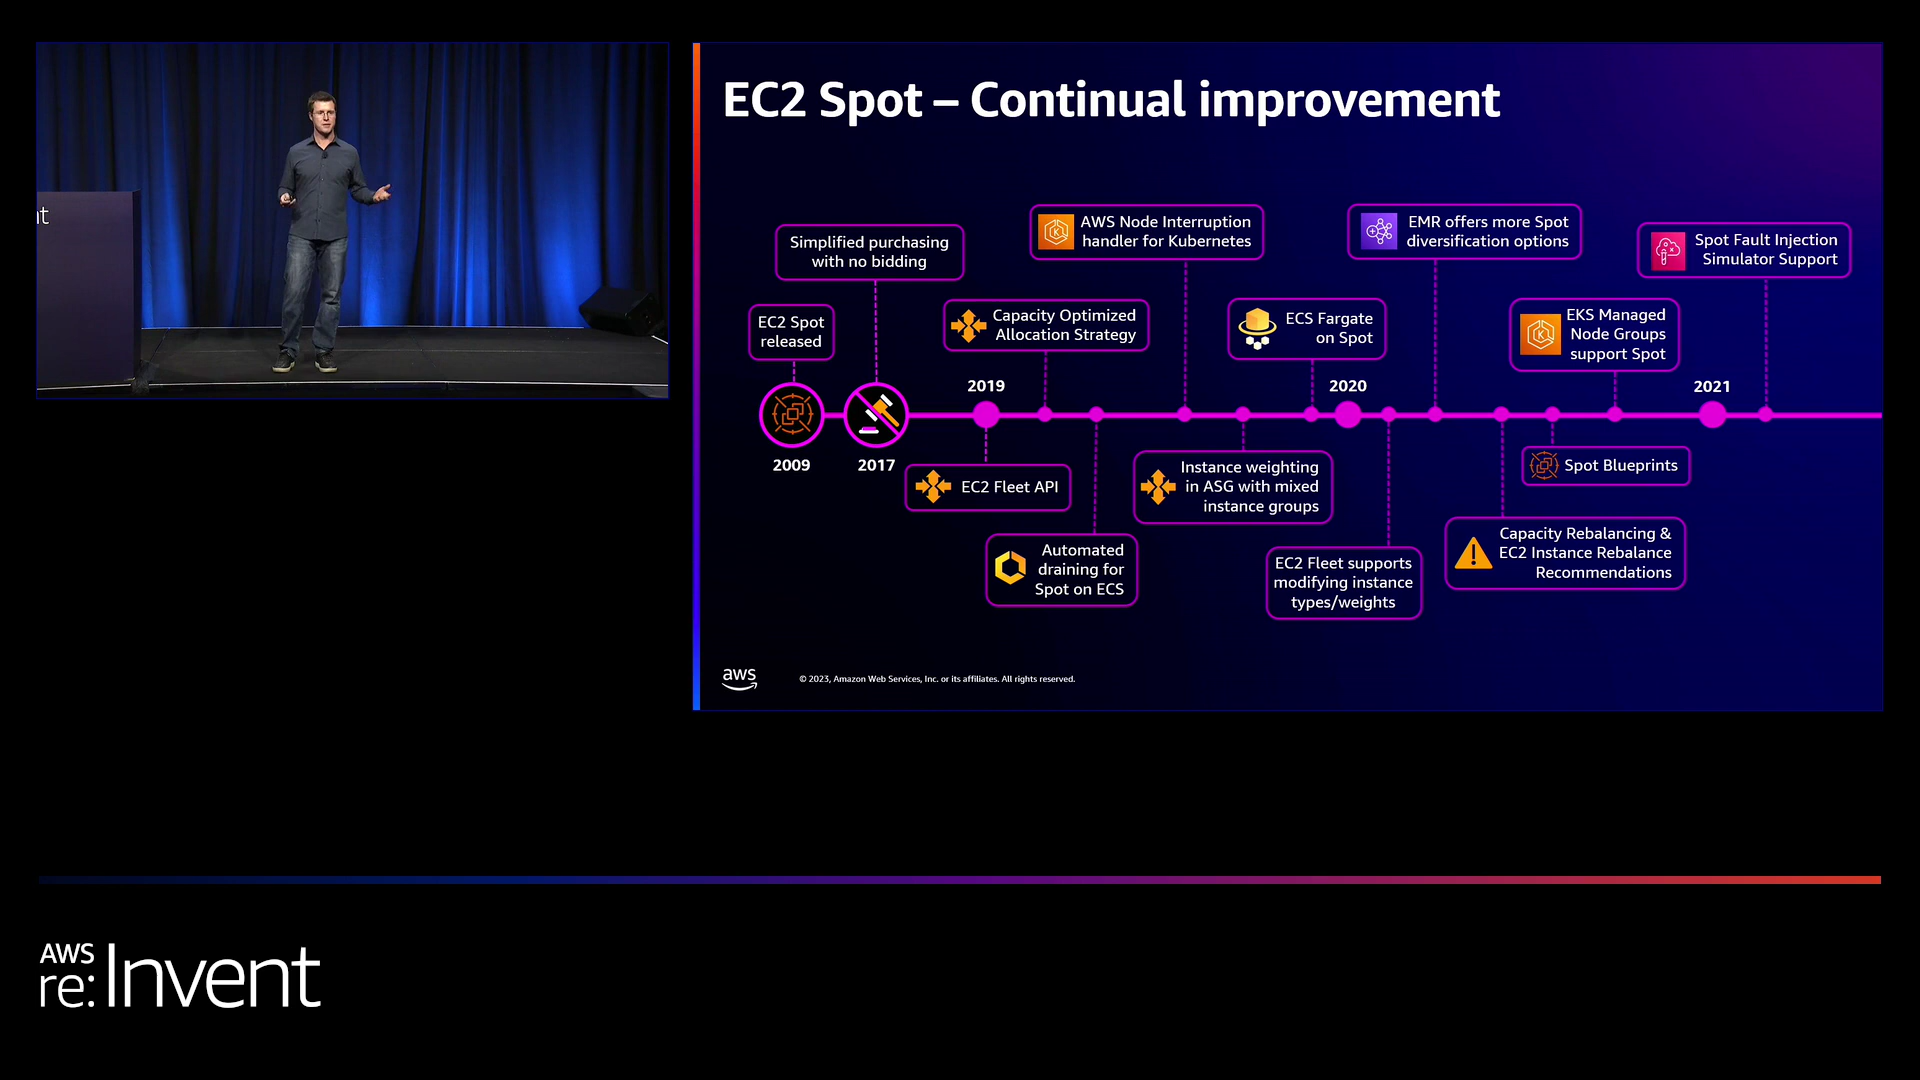 nt
EC2 Spot – Continual improvement
Simplified purchasing
with no bidding
AWS Node Interruption
handler for Kubernetes
EMR offers more Spot
diversification options
Spot Fault Injection
Simulator Support
EC2 Spot
released
Capacity Optimized
Allocation Strategy
ECS Fargate
on Spot
EKS Managed
Node Groups
support Spot
2019
2020
2021
2009
2017
EC2 Fleet API
Instance weighting
in ASG with mixed
instance groups
Spot Blueprints
Automated
draining for
Spot on ECS
EC2 Fleet supports
modifying instance
types/weights
Capacity Rebalancing &
EC2 Instance Rebalance
Recommendations
aws
© 2023, Amazon Web Services, Inc. or its affiliates. All rights reserved.
AWS
re:Invent